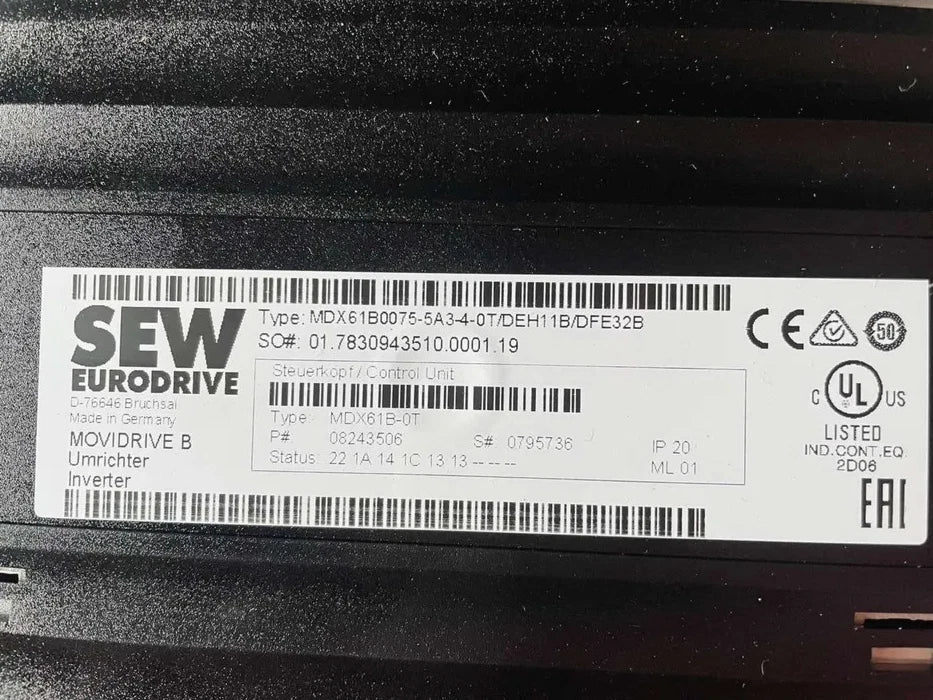 SEW
EURODRIVE
D-76646 Bruchsal
Made in Germany
MOVIDRIVE B
Umrichter
Inverter
Type: MDX61B0075-5A3-4-0T/DEH11B/DFE32B
SO#: 01.7830943510.0001.19
Steuerkopf / Control Unit
Type: MDX61B-0T
P# 08243506 S# 0795736 IP 20
Status: 22 1A 14 1C 13 13 -- -- -- ML 01
CE 50
C UL US
LISTED
IND.CONT.EQ.
2D06
EAC